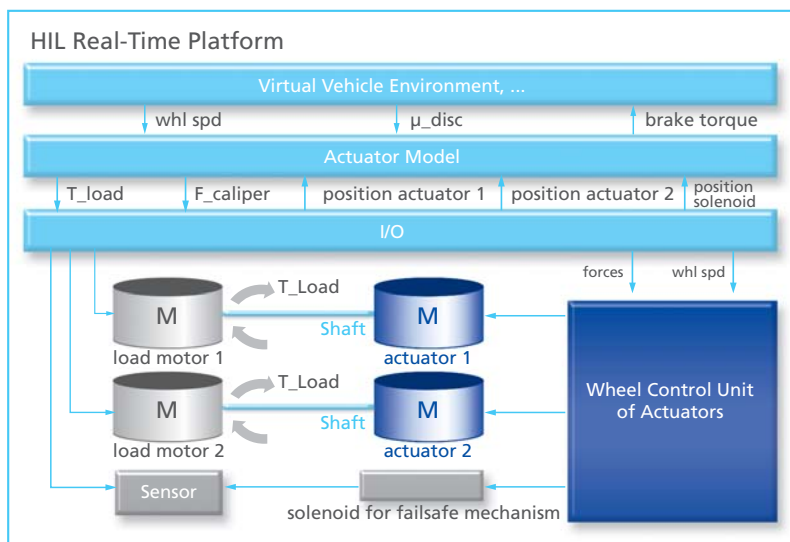 HIL Real-Time Platform
Virtual Vehicle Environment, ...
whl spd
µ_disc
brake torque
Actuator Model
T_load
F_caliper
position actuator 1
position actuator 2
position
solenoid
I/O
forces
whl spd
T_Load
M
M
Shaft
load motor 1
actuator 1
T_Load
M
M
Shaft
load motor 2
actuator 2
Wheel Control Unit
of Actuators
Sensor
solenoid for failsafe mechanism